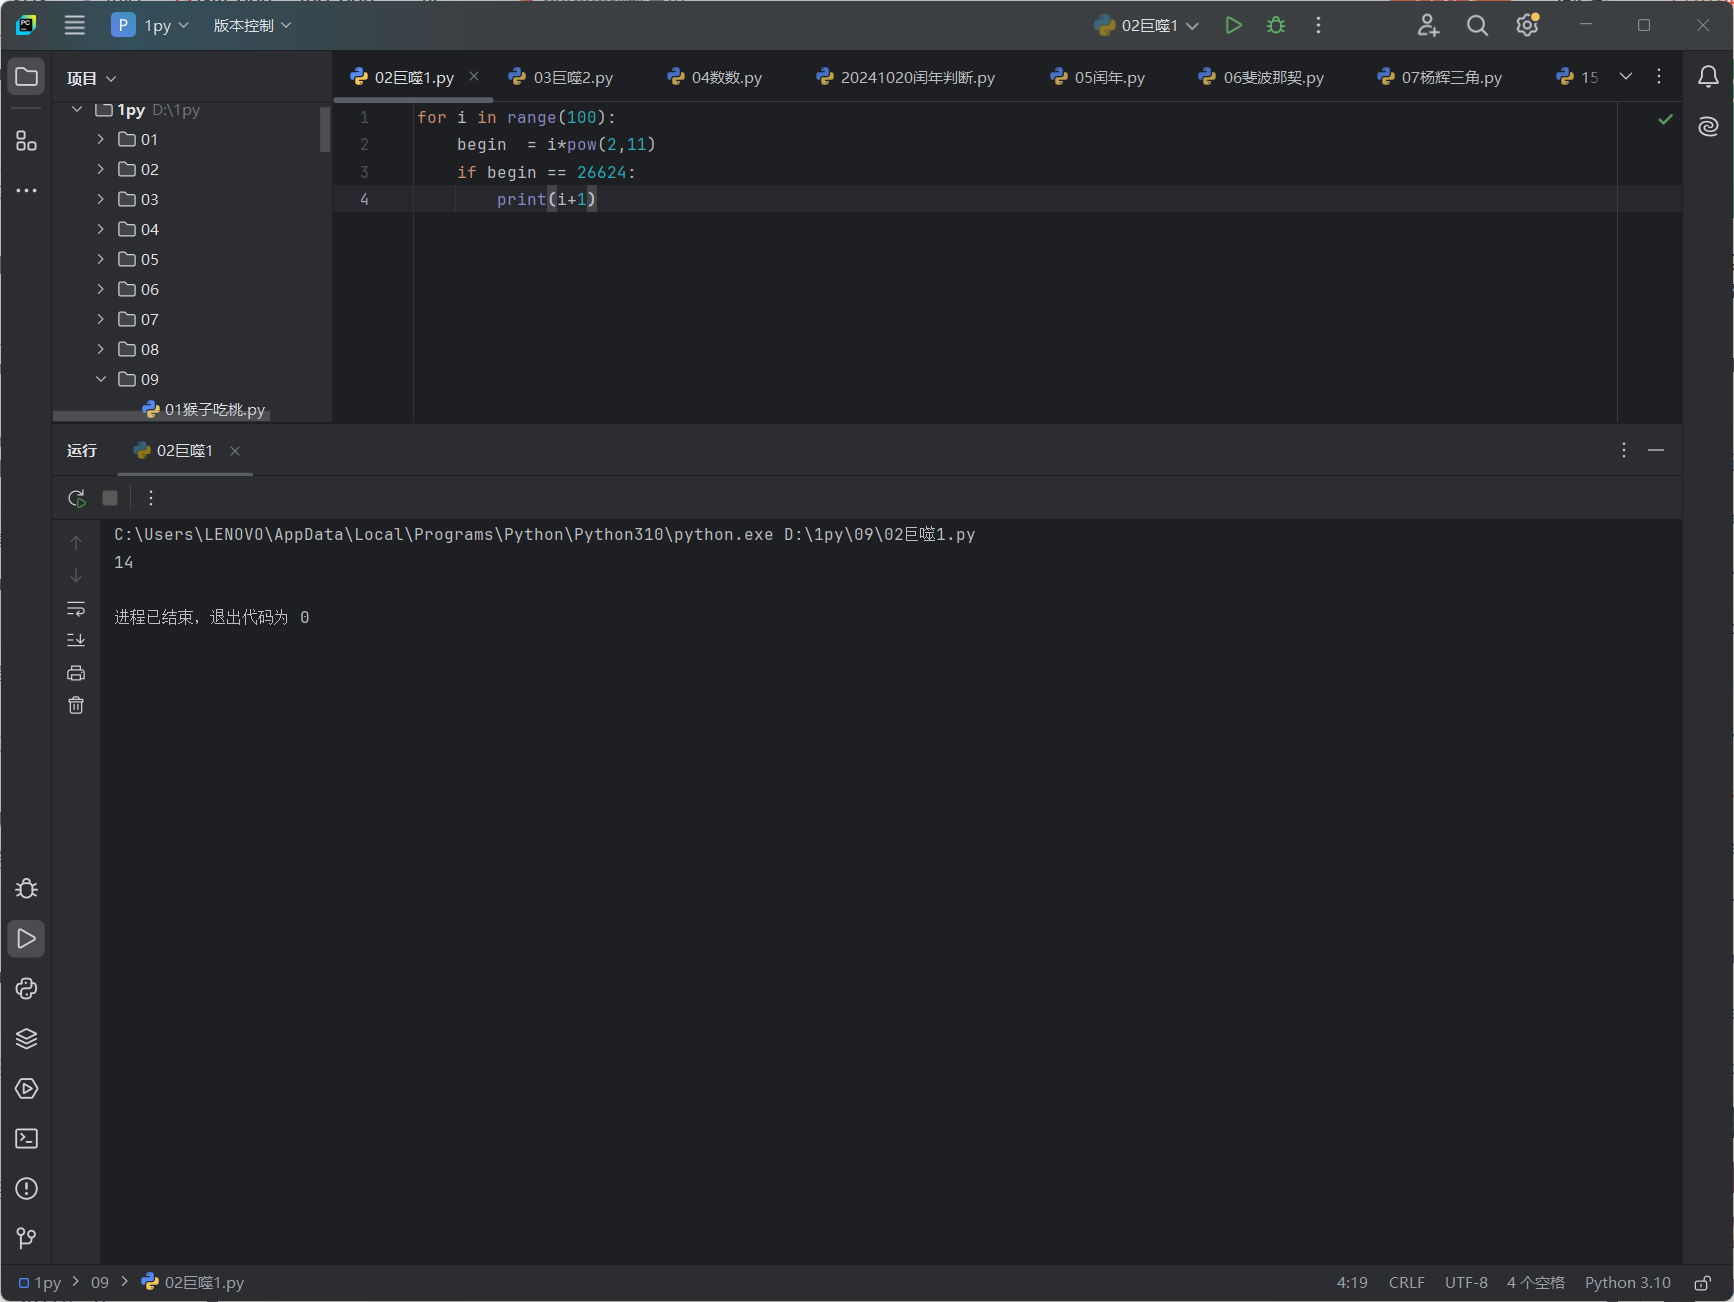 PC P 1py 版本控制 02巨噬1
项目
02巨噬1.py 03巨噬2.py 04数数.py 20241020闰年判断.py 05闰年.py 06斐波那契.py 07杨辉三角.py 15
1py D:\1py
01
02
03
04
05
06
07
08
09
01猴子吃桃.py
1 for i in range(100):
2 begin  = i*pow(2,11)
3 if begin == 26624:
4 print(i+1)
运行 02巨噬1
C:\Users\LENOVO\AppData\Local\Programs\Python\Python310\python.exe D:\1py\09\02巨噬1.py
14
进程已结束，退出代码为 0
1py > 09 > 02巨噬1.py 4:19 CRLF UTF-8 4 个空格 Python 3.10